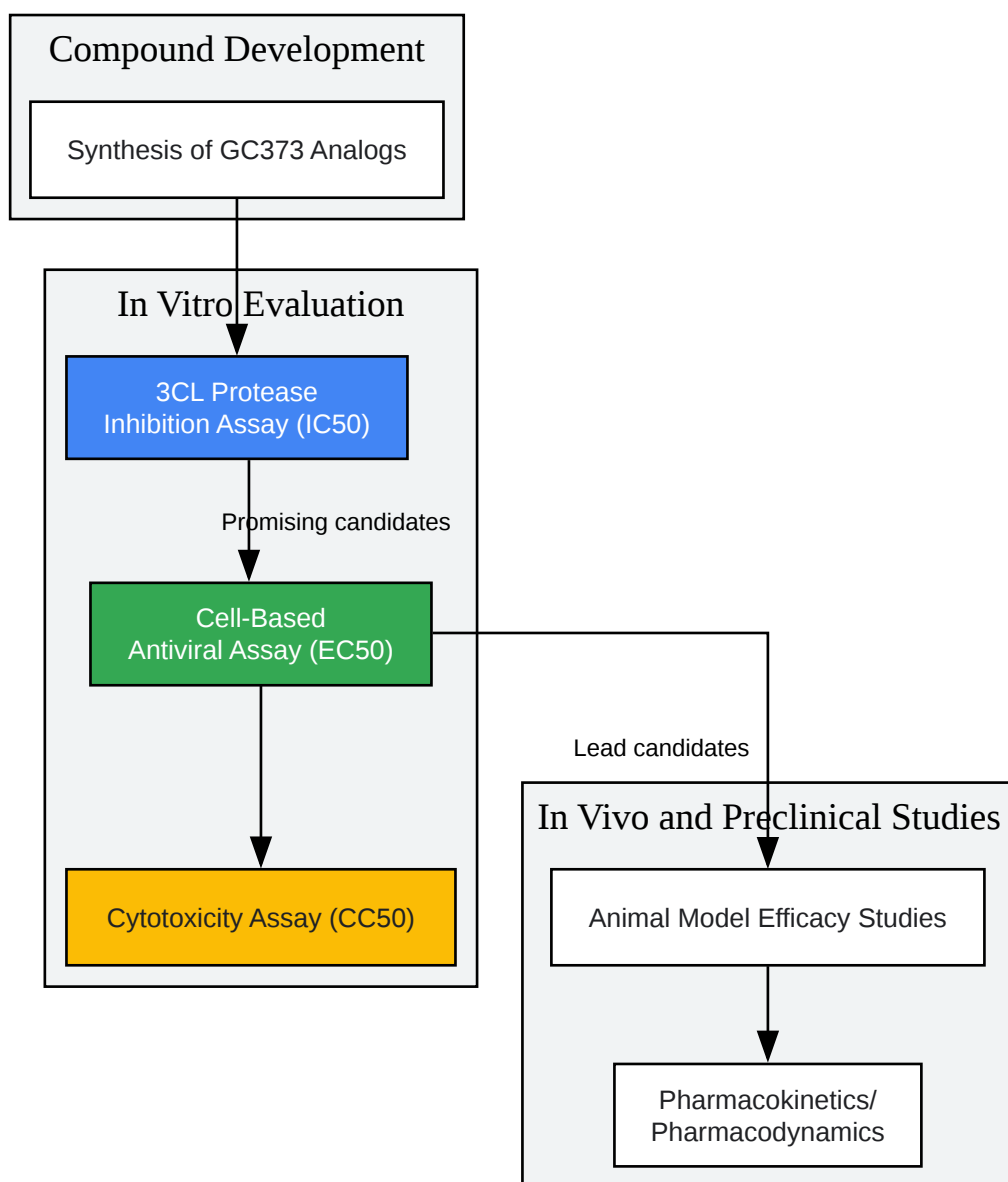 Compound Development
Synthesis of GC373 Analogs
In Vitro Evaluation
3CL Protease
Inhibition Assay (IC50)
Promising candidates
Cell-Based
Antiviral Assay (EC50)
Lead candidates
Cytotoxicity Assay (CC50)
In Vivo and Preclinical Studies
Animal Model Efficacy Studies
Pharmacokinetics/
Pharmacodynamics